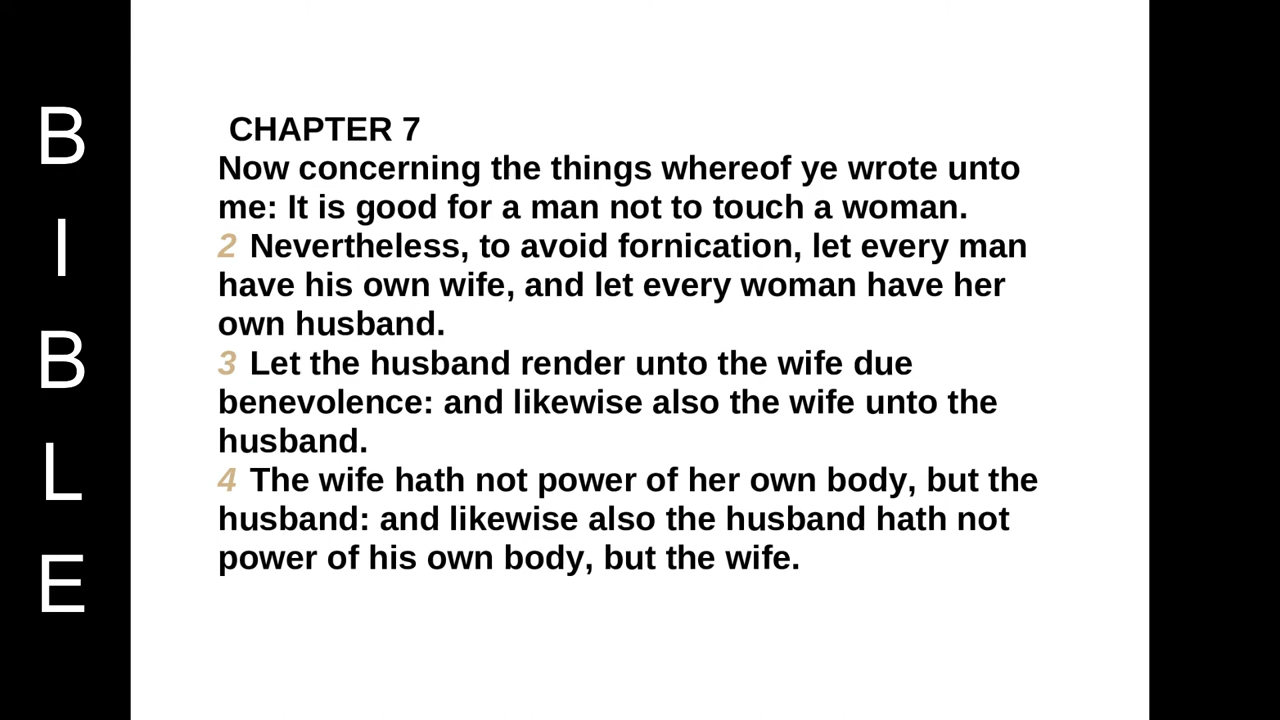 B
I
B
L
E
CHAPTER 7
Now concerning the things whereof ye wrote unto
me: It is good for a man not to touch a woman.
2 Nevertheless, to avoid fornication, let every man
have his own wife, and let every woman have her
own husband.
3 Let the husband render unto the wife due
benevolence: and likewise also the wife unto the
husband.
4 The wife hath not power of her own body, but the
husband: and likewise also the husband hath not
power of his own body, but the wife.